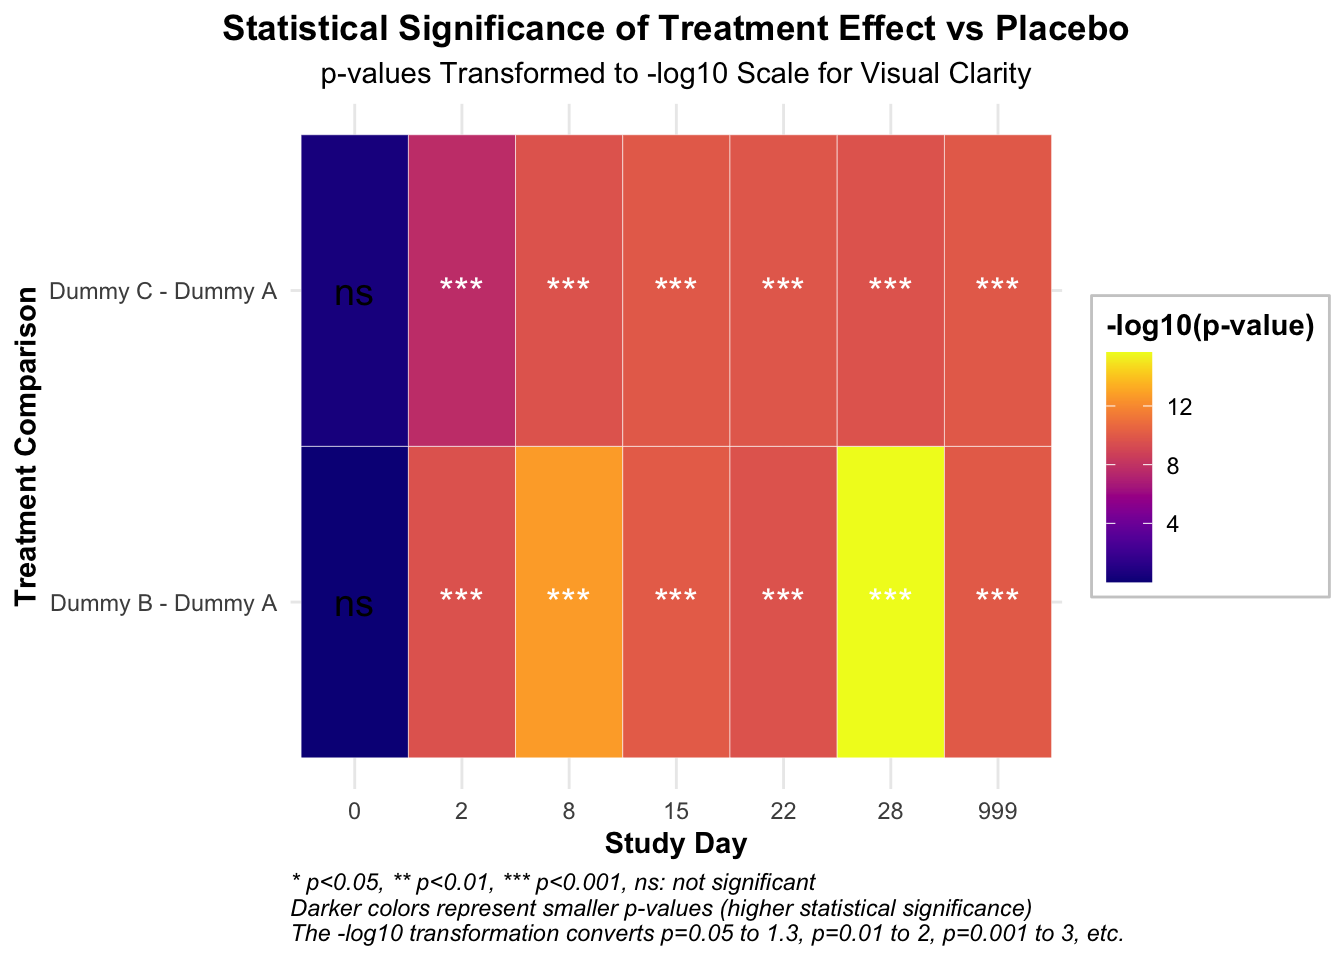 Statistical Significance of Treatment Effect vs Placebo
p-values Transformed to -log10 Scale for Visual Clarity
Treatment Comparison
Dummy C - Dummy A
ns
***
***
***
***
***
***
Dummy B - Dummy A
ns
***
***
***
***
***
***
-log10(p-value)
12
8
4
0
2
8
15
22
28
999
Study Day
* p<0.05, ** p<0.01, *** p<0.001, ns: not significant
Darker colors represent smaller p-values (higher statistical significance)
The -log10 transformation converts p=0.05 to 1.3, p=0.01 to 2, p=0.001 to 3, etc.